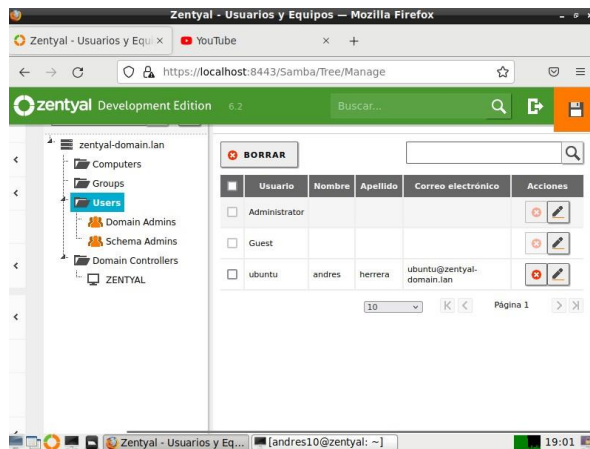 Zentyal - Usuarios y Equipos — Mozilla Firefox
Zentyal - Usuarios y Equi
YouTube
https://localhost:8443/Samba/Tree/Manage
zentyal Development Edition 6.2
Buscar...
zentyal-domain.lan
Computers
Groups
Users
Domain Admins
Schema Admins
Domain Controllers
ZENTYAL
BORRAR
Usuario Nombre Apellido Correo electrónico Acciones
Administrator
Guest
ubuntu andres herrera ubuntu@zentyal-
domain.lan
10 Página 1
Zentyal - Usuarios y Eq... [andres10@zentyal: ~] 19:01